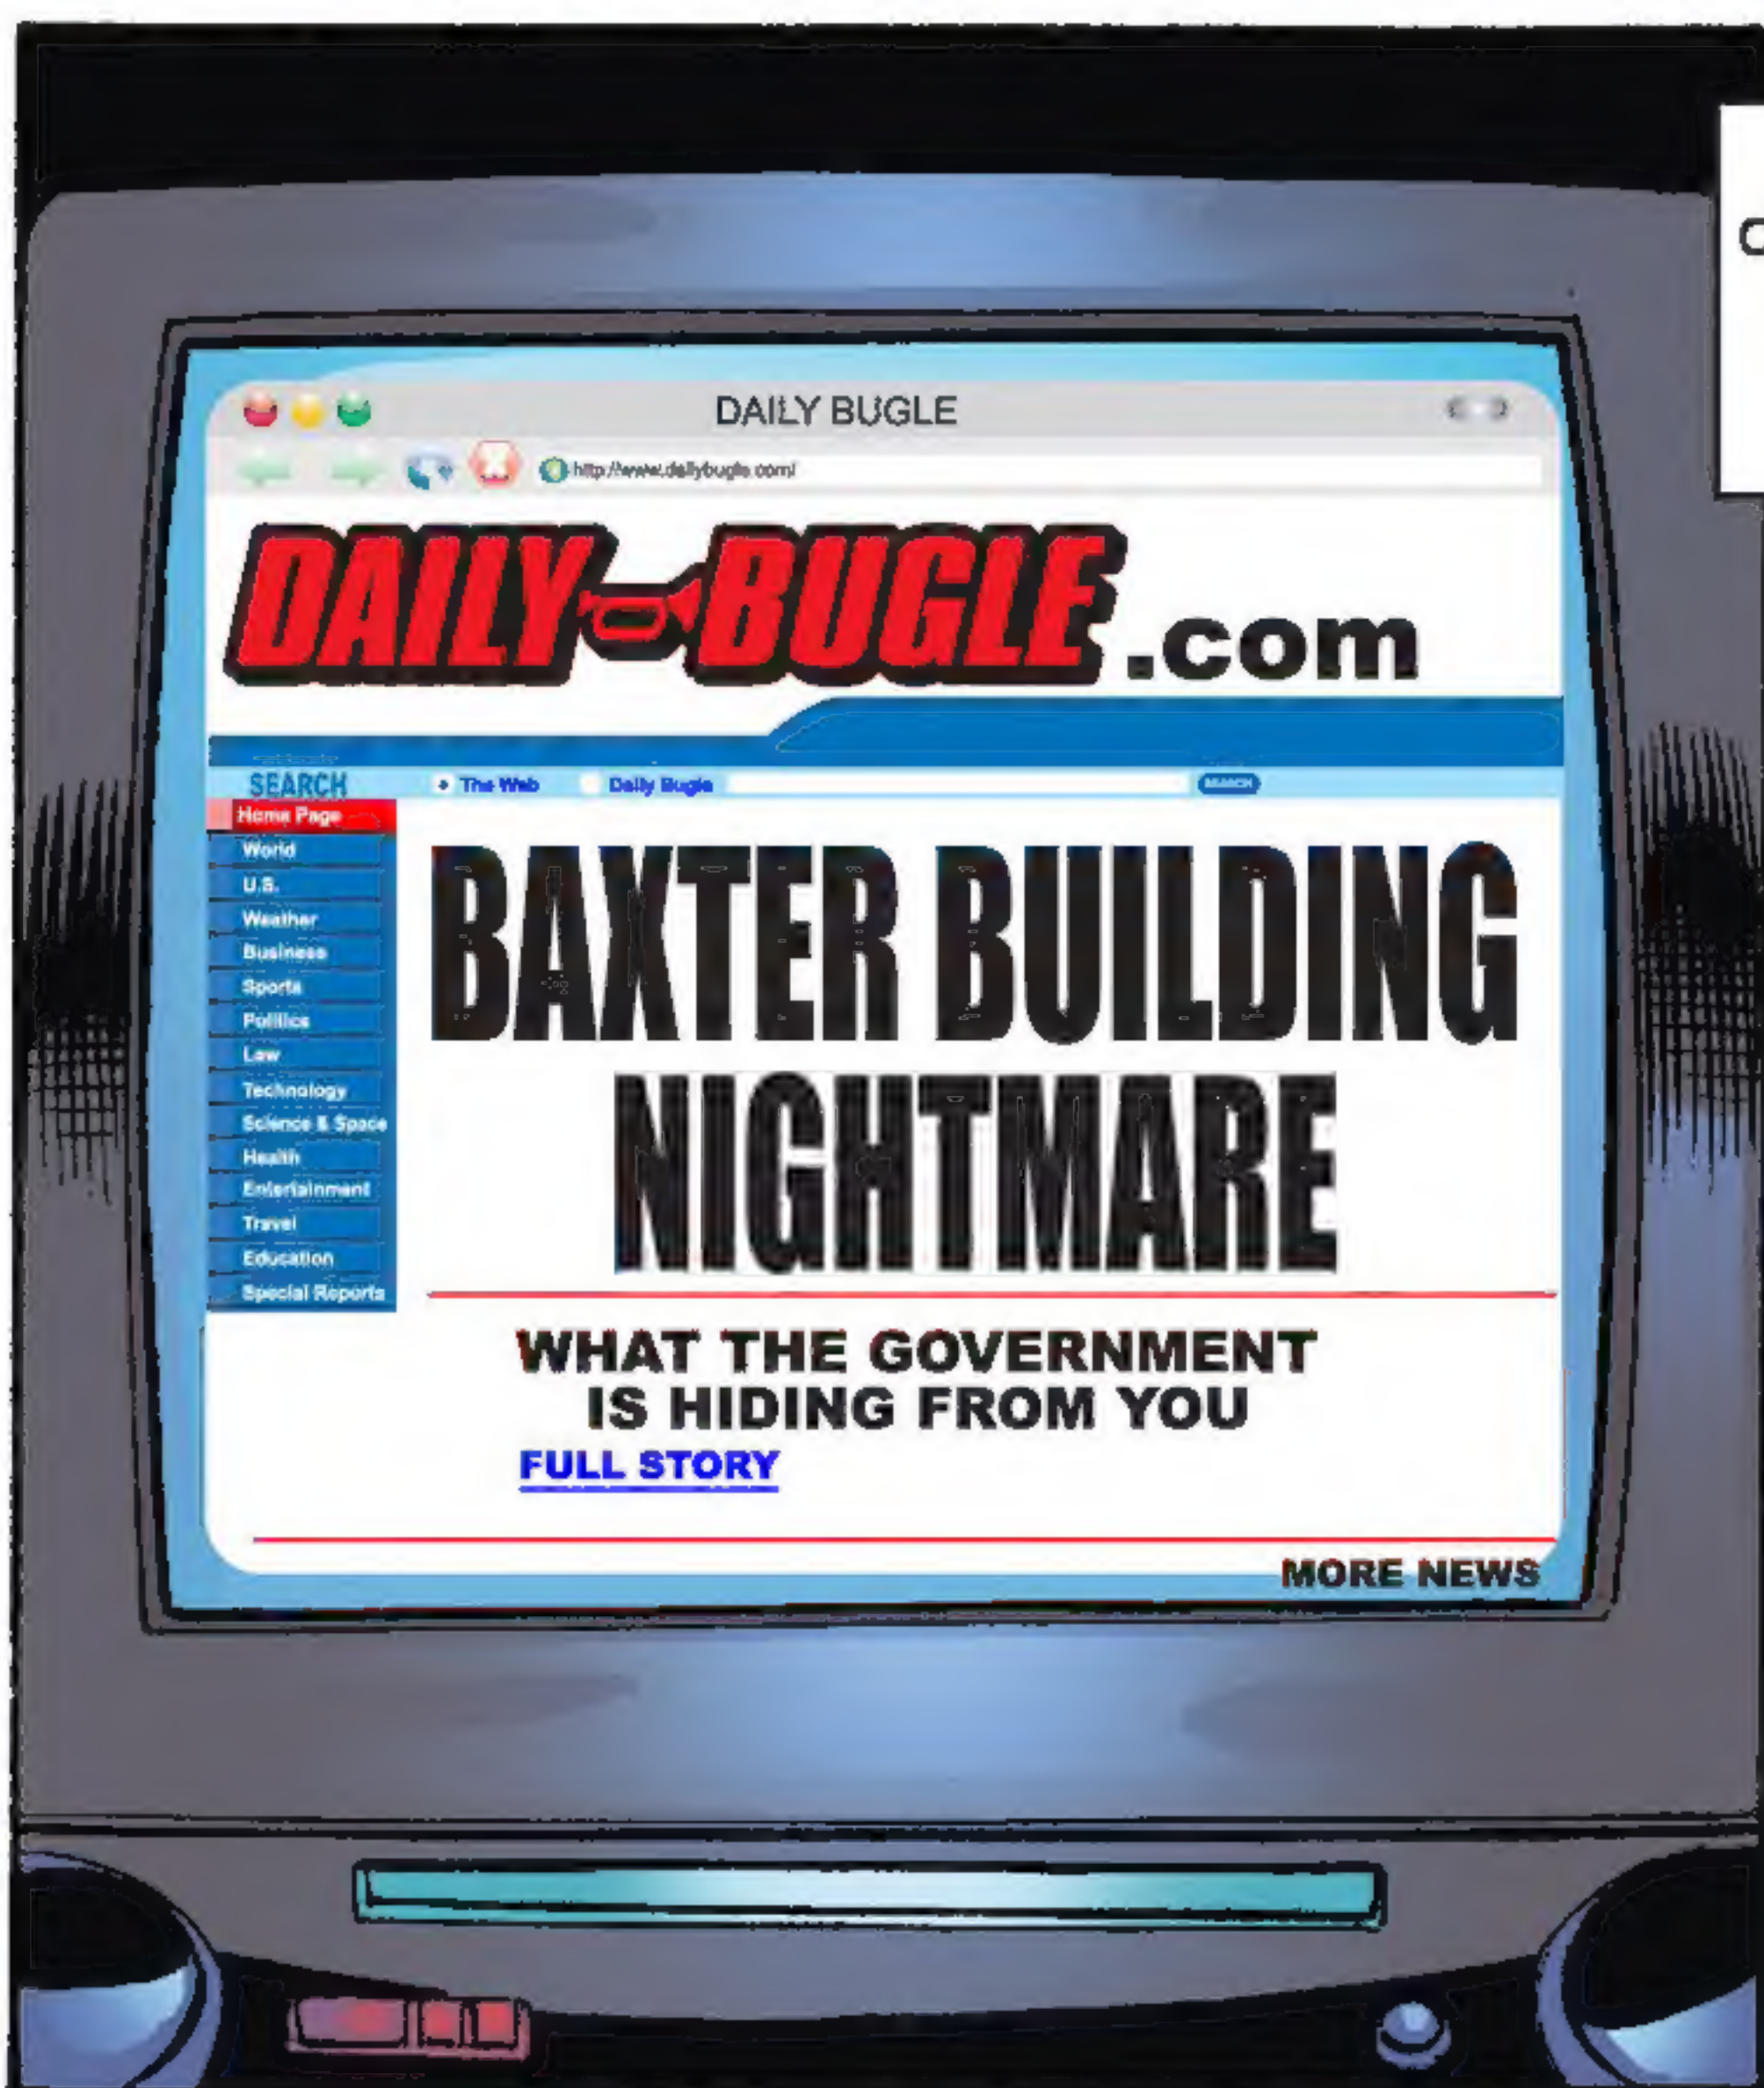 DAILY BUGLE
http://www.dailybugle.com/
DAILY BUGLE .com
SEARCH The Web Daily Bugle SEARCH
Home Page
World
U.S.
Weather
Business
Sports
Politics
Law
Technology
Science & Space
Health
Entertainment
Travel
Education
Special Reports
BAXTER BUILDING
NIGHTMARE
WHAT THE GOVERNMENT
IS HIDING FROM YOU
FULL STORY
MORE NEWS